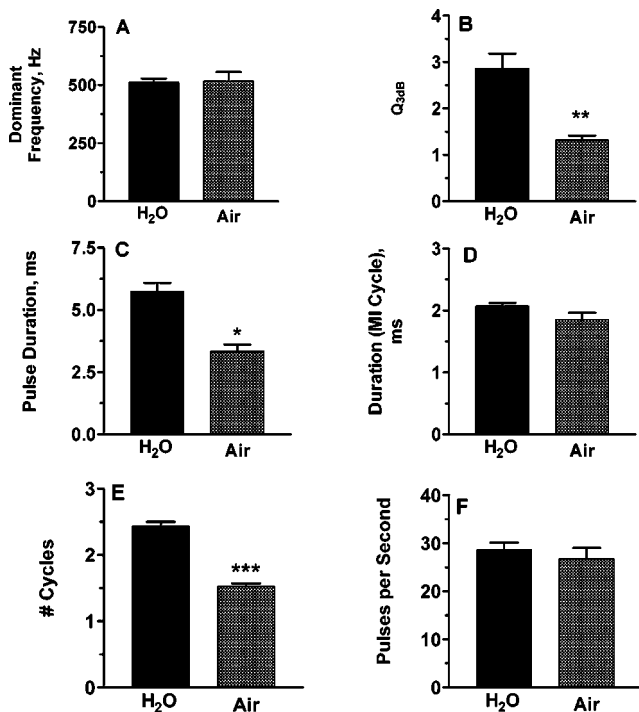 A
Dominant
Frequency, Hz
750
500
250
0
H₂O Air
B
Q3dB
4
3
2
1
0
**
H₂O Air
C
Pulse Duration, ms
7.5
5.0
2.5
0.0
*
H₂O Air
D
Duration (MI Cycle),
ms
3
2
1
0
H₂O Air
E
# Cycles
3
2
1
0
***
H₂O Air
F
Pulses per Second
40
30
20
10
0
H₂O Air